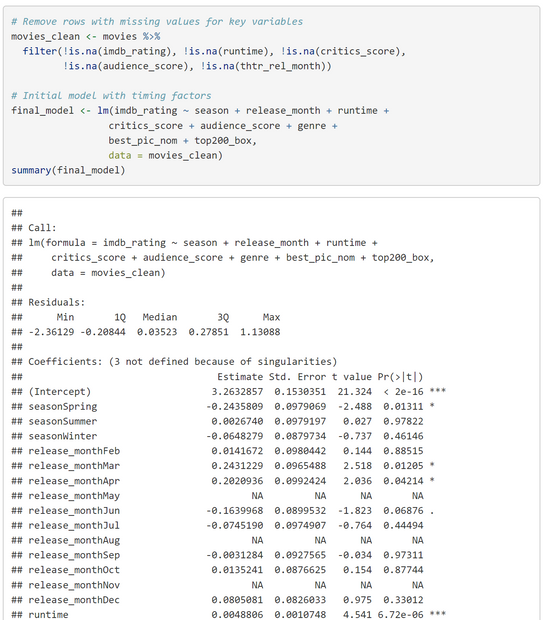 # Remove rows with missing values for key variables
movies_clean <- movies %>%
  filter(!is.na(imdb_rating), !is.na(runtime), !is.na(critics_score),
         !is.na(audience_score), !is.na(thtr_rel_month))
# Initial model with timing factors
final_model <- lm(imdb_rating ~ season + release_month + runtime +
                critics_score + audience_score + genre +
                best_pic_nom + top200_box,
                data = movies_clean)
summary(final_model)
##
## Call:
## lm(formula = imdb_rating ~ season + release_month + runtime +
##     critics_score + audience_score + genre + best_pic_nom + top200_box,
##     data = movies_clean)
##
## Residuals:
##      Min       1Q   Median       3Q      Max
## -2.36129 -0.20844  0.03523  0.27851  1.13088
##
## Coefficients: (3 not defined because of singularities)
##                                  Estimate Std. Error t value Pr(>|t|)
## (Intercept)                     3.2632857  0.1530351  21.324  < 2e-16 ***
## seasonSpring                   -0.2435809  0.0979069  -2.488  0.01311 *
## seasonSummer                    0.0026740  0.0979197   0.027  0.97822
## seasonWinter                   -0.0648279  0.0879734  -0.737  0.46146
## release_monthFeb                0.0141672  0.0980442   0.144  0.88515
## release_monthMar                0.2431229  0.0965488   2.518  0.01205 *
## release_monthApr                0.2020936  0.0992424   2.036  0.04214 *
## release_monthMay                       NA         NA      NA       NA
## release_monthJun               -0.1639968  0.0899532  -1.823  0.06876 .
## release_monthJul               -0.0745190  0.0974907  -0.764  0.44494
## release_monthAug                       NA         NA      NA       NA
## release_monthSep               -0.0031284  0.0927565  -0.034  0.97311
## release_monthOct                0.0135241  0.0876625   0.154  0.87744
## release_monthNov                       NA         NA      NA       NA
## release_monthDec                0.0805081  0.0826033   0.975  0.33012
## runtime                         0.0048806  0.0010748   4.541 6.72e-06 ***